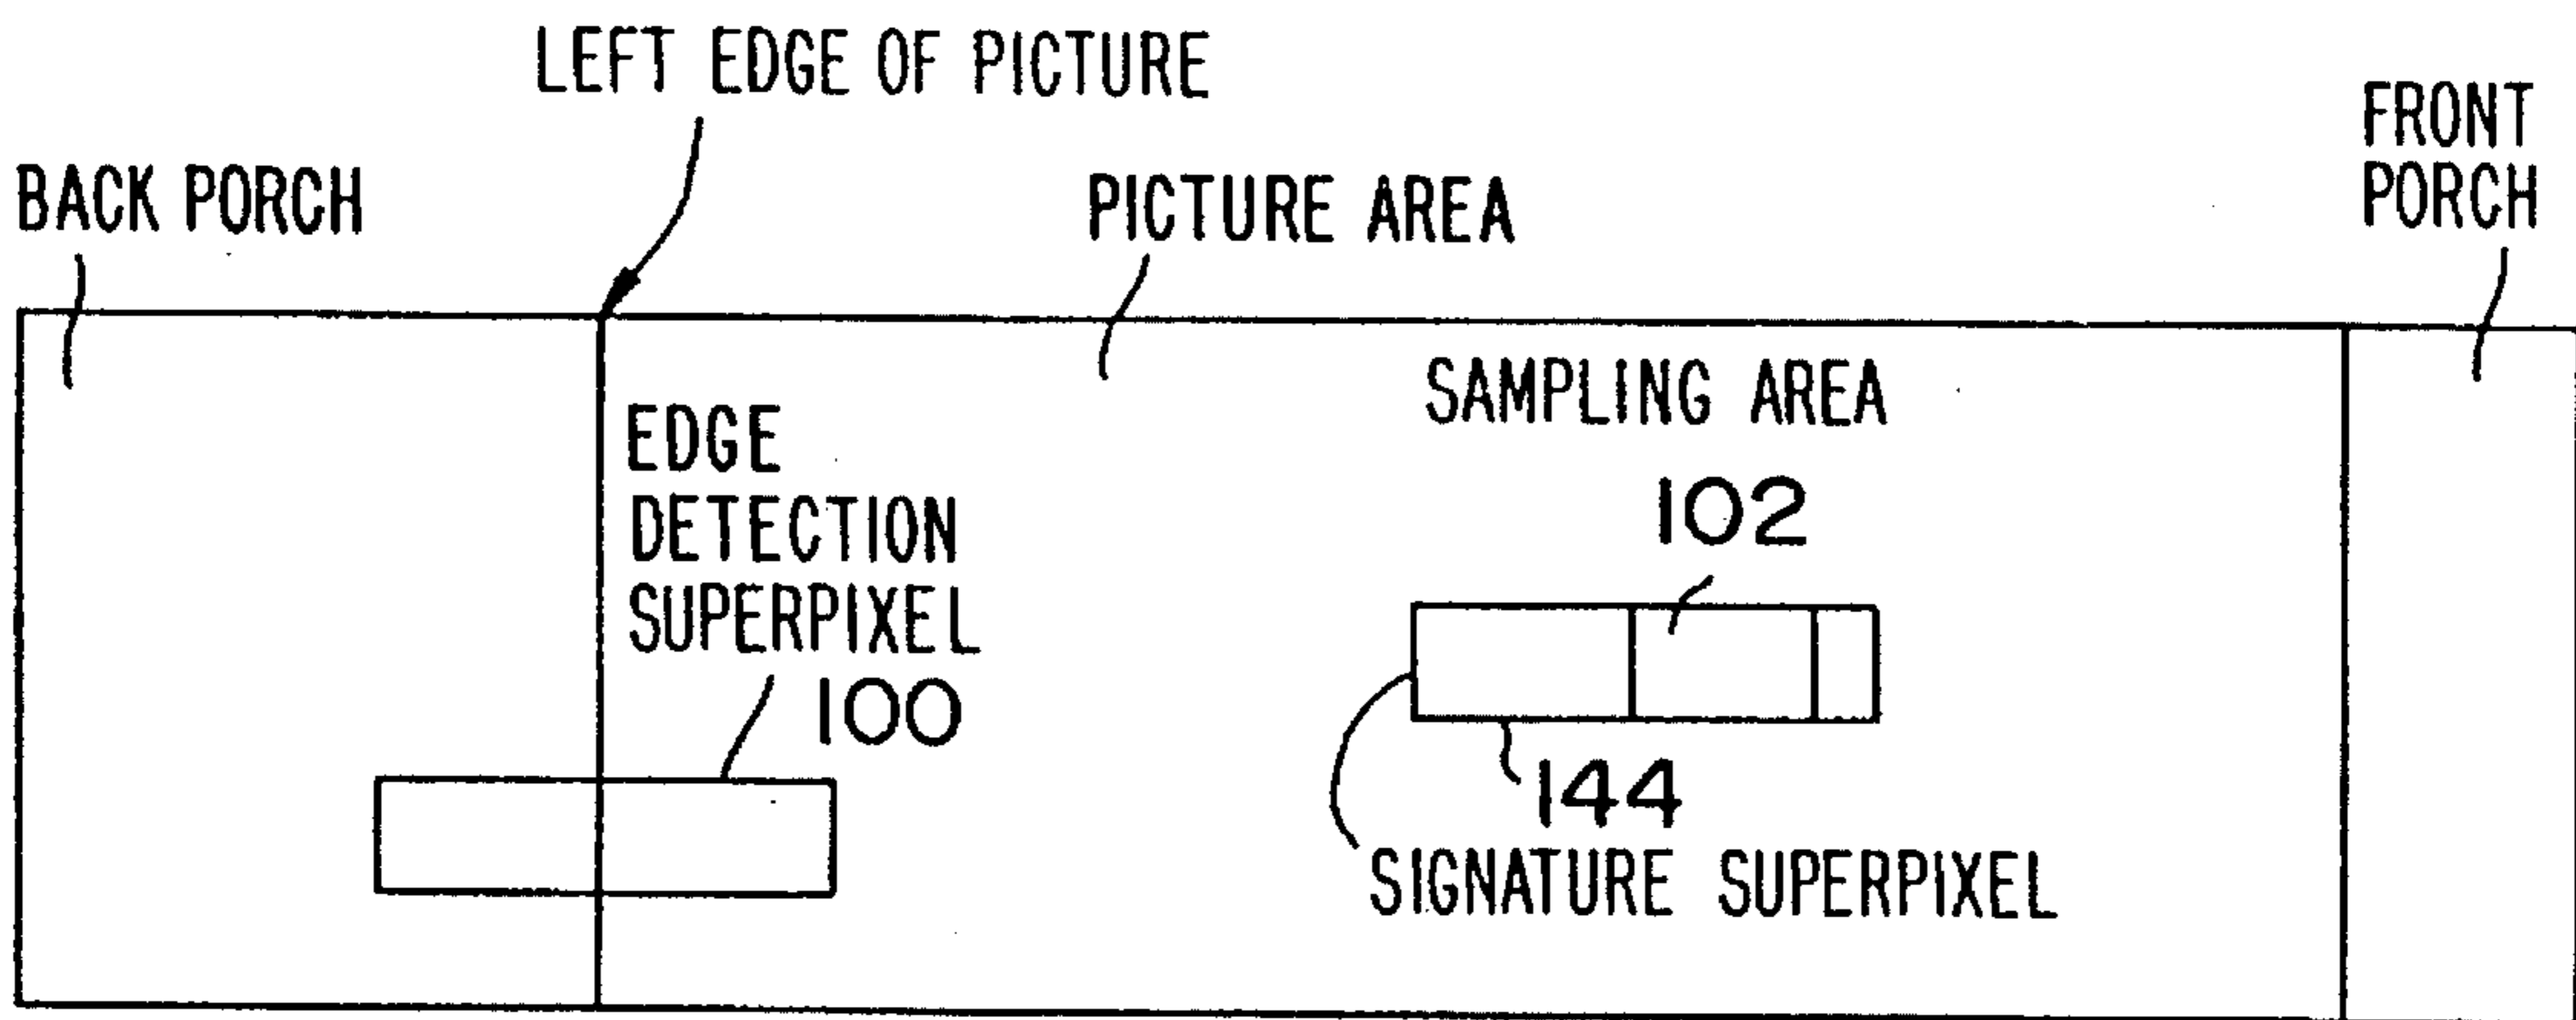 LEFT EDGE OF PICTURE
FRONT
PORCH
BACK PORCH
PICTURE AREA
SAMPLING AREA
102
EDGE
DETECTION
SUPERPIXEL
100
144
SIGNATURE SUPERPIXEL